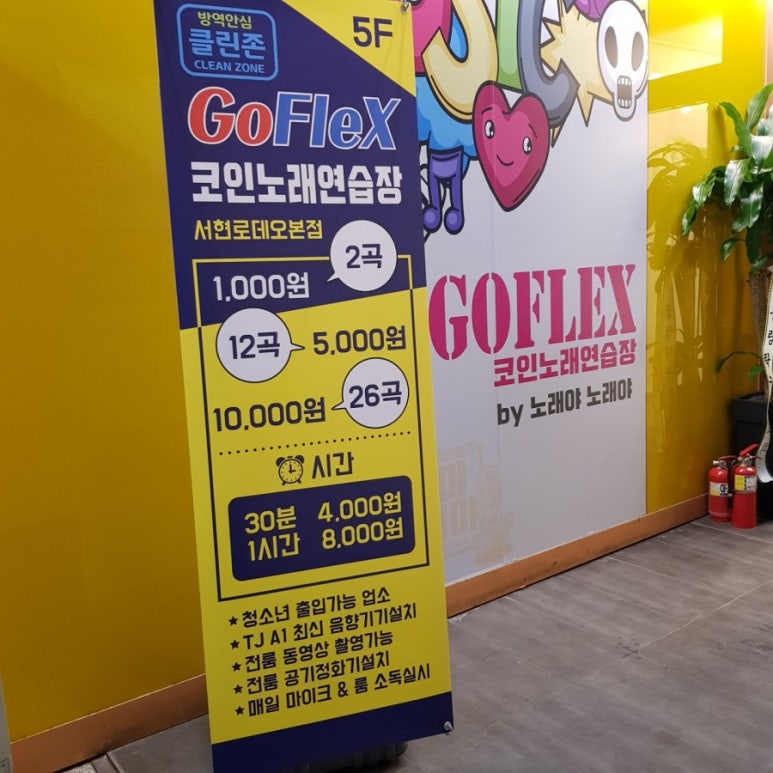 방역안심
클린존
CLEAN ZONE
5F
GoFleX
코인노래연습장
서현로데오본점
1,000원 2곡
12곡 5,000원
10,000원 26곡
시간
30분 4,000원
1시간 8,000원
★청소년 출입가능 업소
★TJ A1 최신 음향기기설치
★전룸 동영상 촬영가능
★전룸 공기정화기설치
★매일 마이크 & 룸 소독실시
GOFLEX
코인노래연습장
by 노래야 노래야